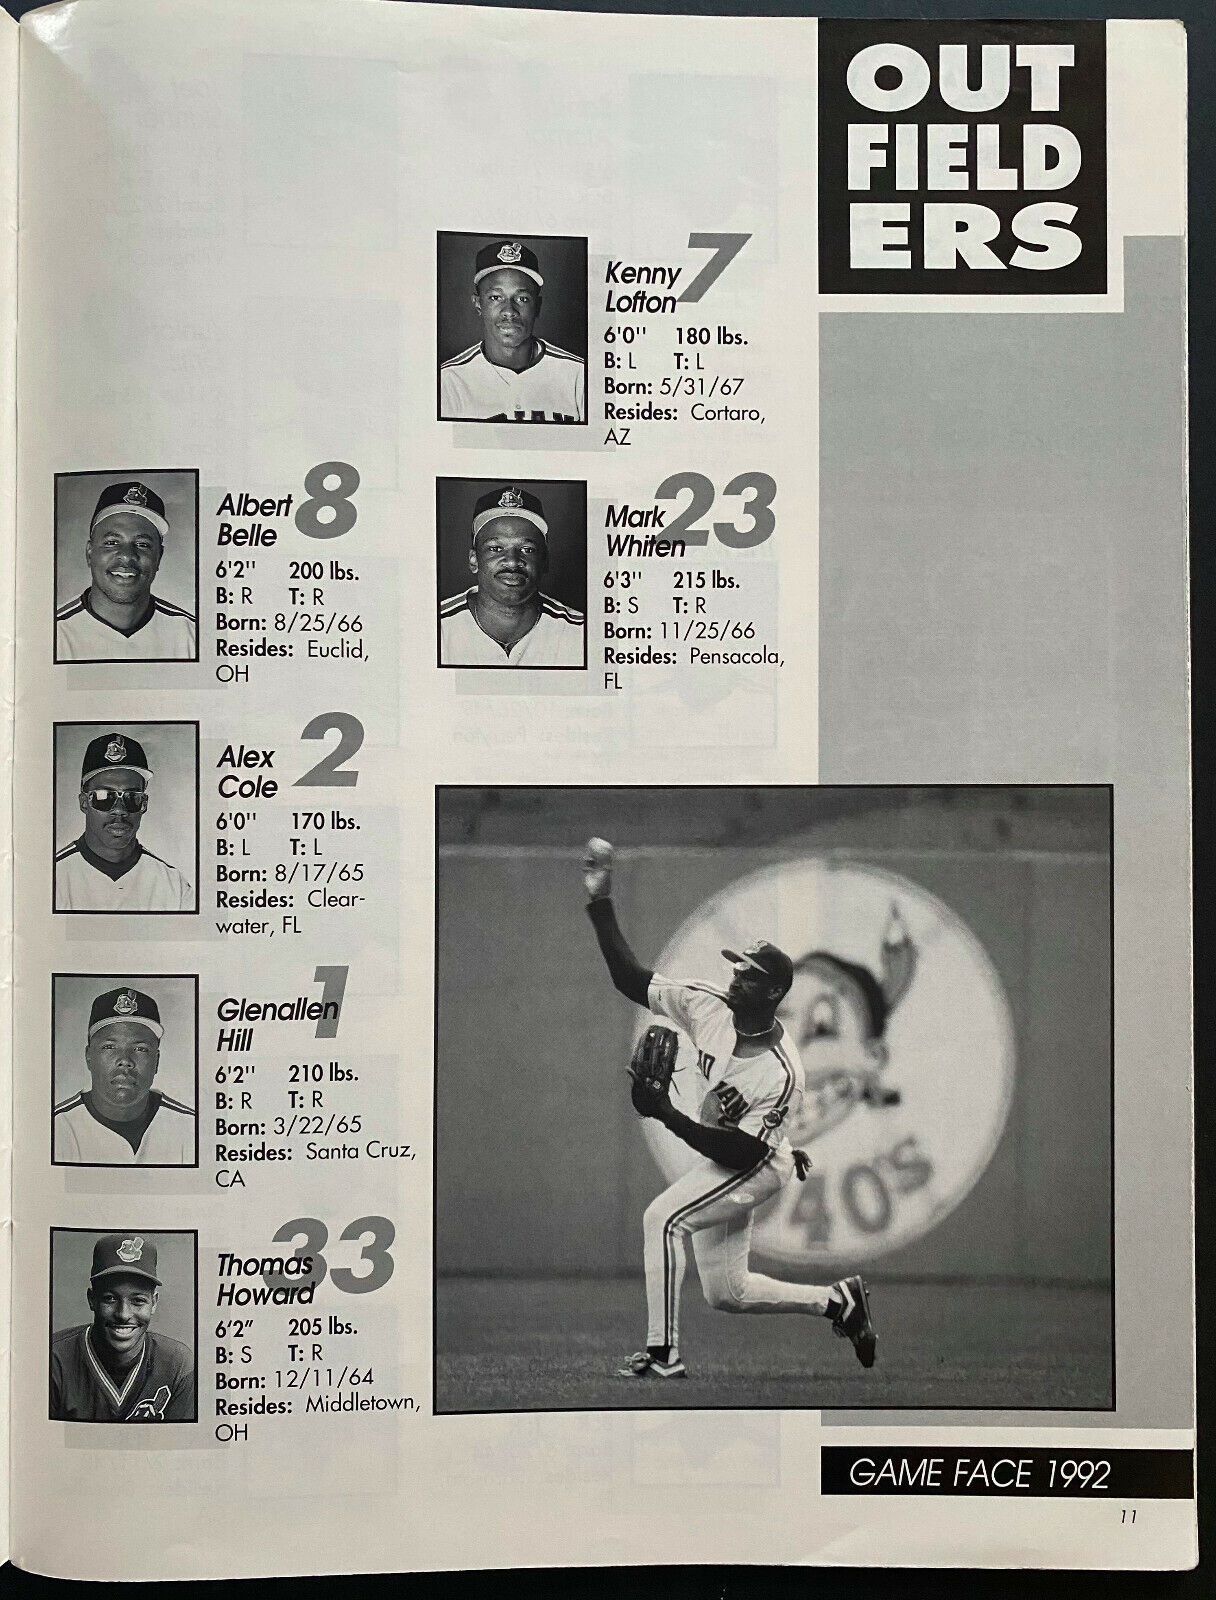 OUT
FIELD
ERS
Albert 8
Belle
6'2'' 200 lbs.
B: R T: R
Born: 8/25/66
Resides: Euclid,
OH
Alex 2
Cole
6'0'' 170 lbs.
B: L T: L
Born: 8/17/65
Resides: Clear-
water, FL
Glenallen 1
Hill
6'2'' 210 lbs.
B: R T: R
Born: 3/22/65
Resides: Santa Cruz,
CA
Thomas 33
Howard
6'2" 205 lbs.
B: S T: R
Born: 12/11/64
Resides: Middletown,
OH
Kenny 7
Lofton
6'0'' 180 lbs.
B: L T: L
Born: 5/31/67
Resides: Cortaro,
AZ
Mark 23
Whiten
6'3'' 215 lbs.
B: S T: R
Born: 11/25/66
Resides: Pensacola,
FL
40's
GAME FACE 1992
11